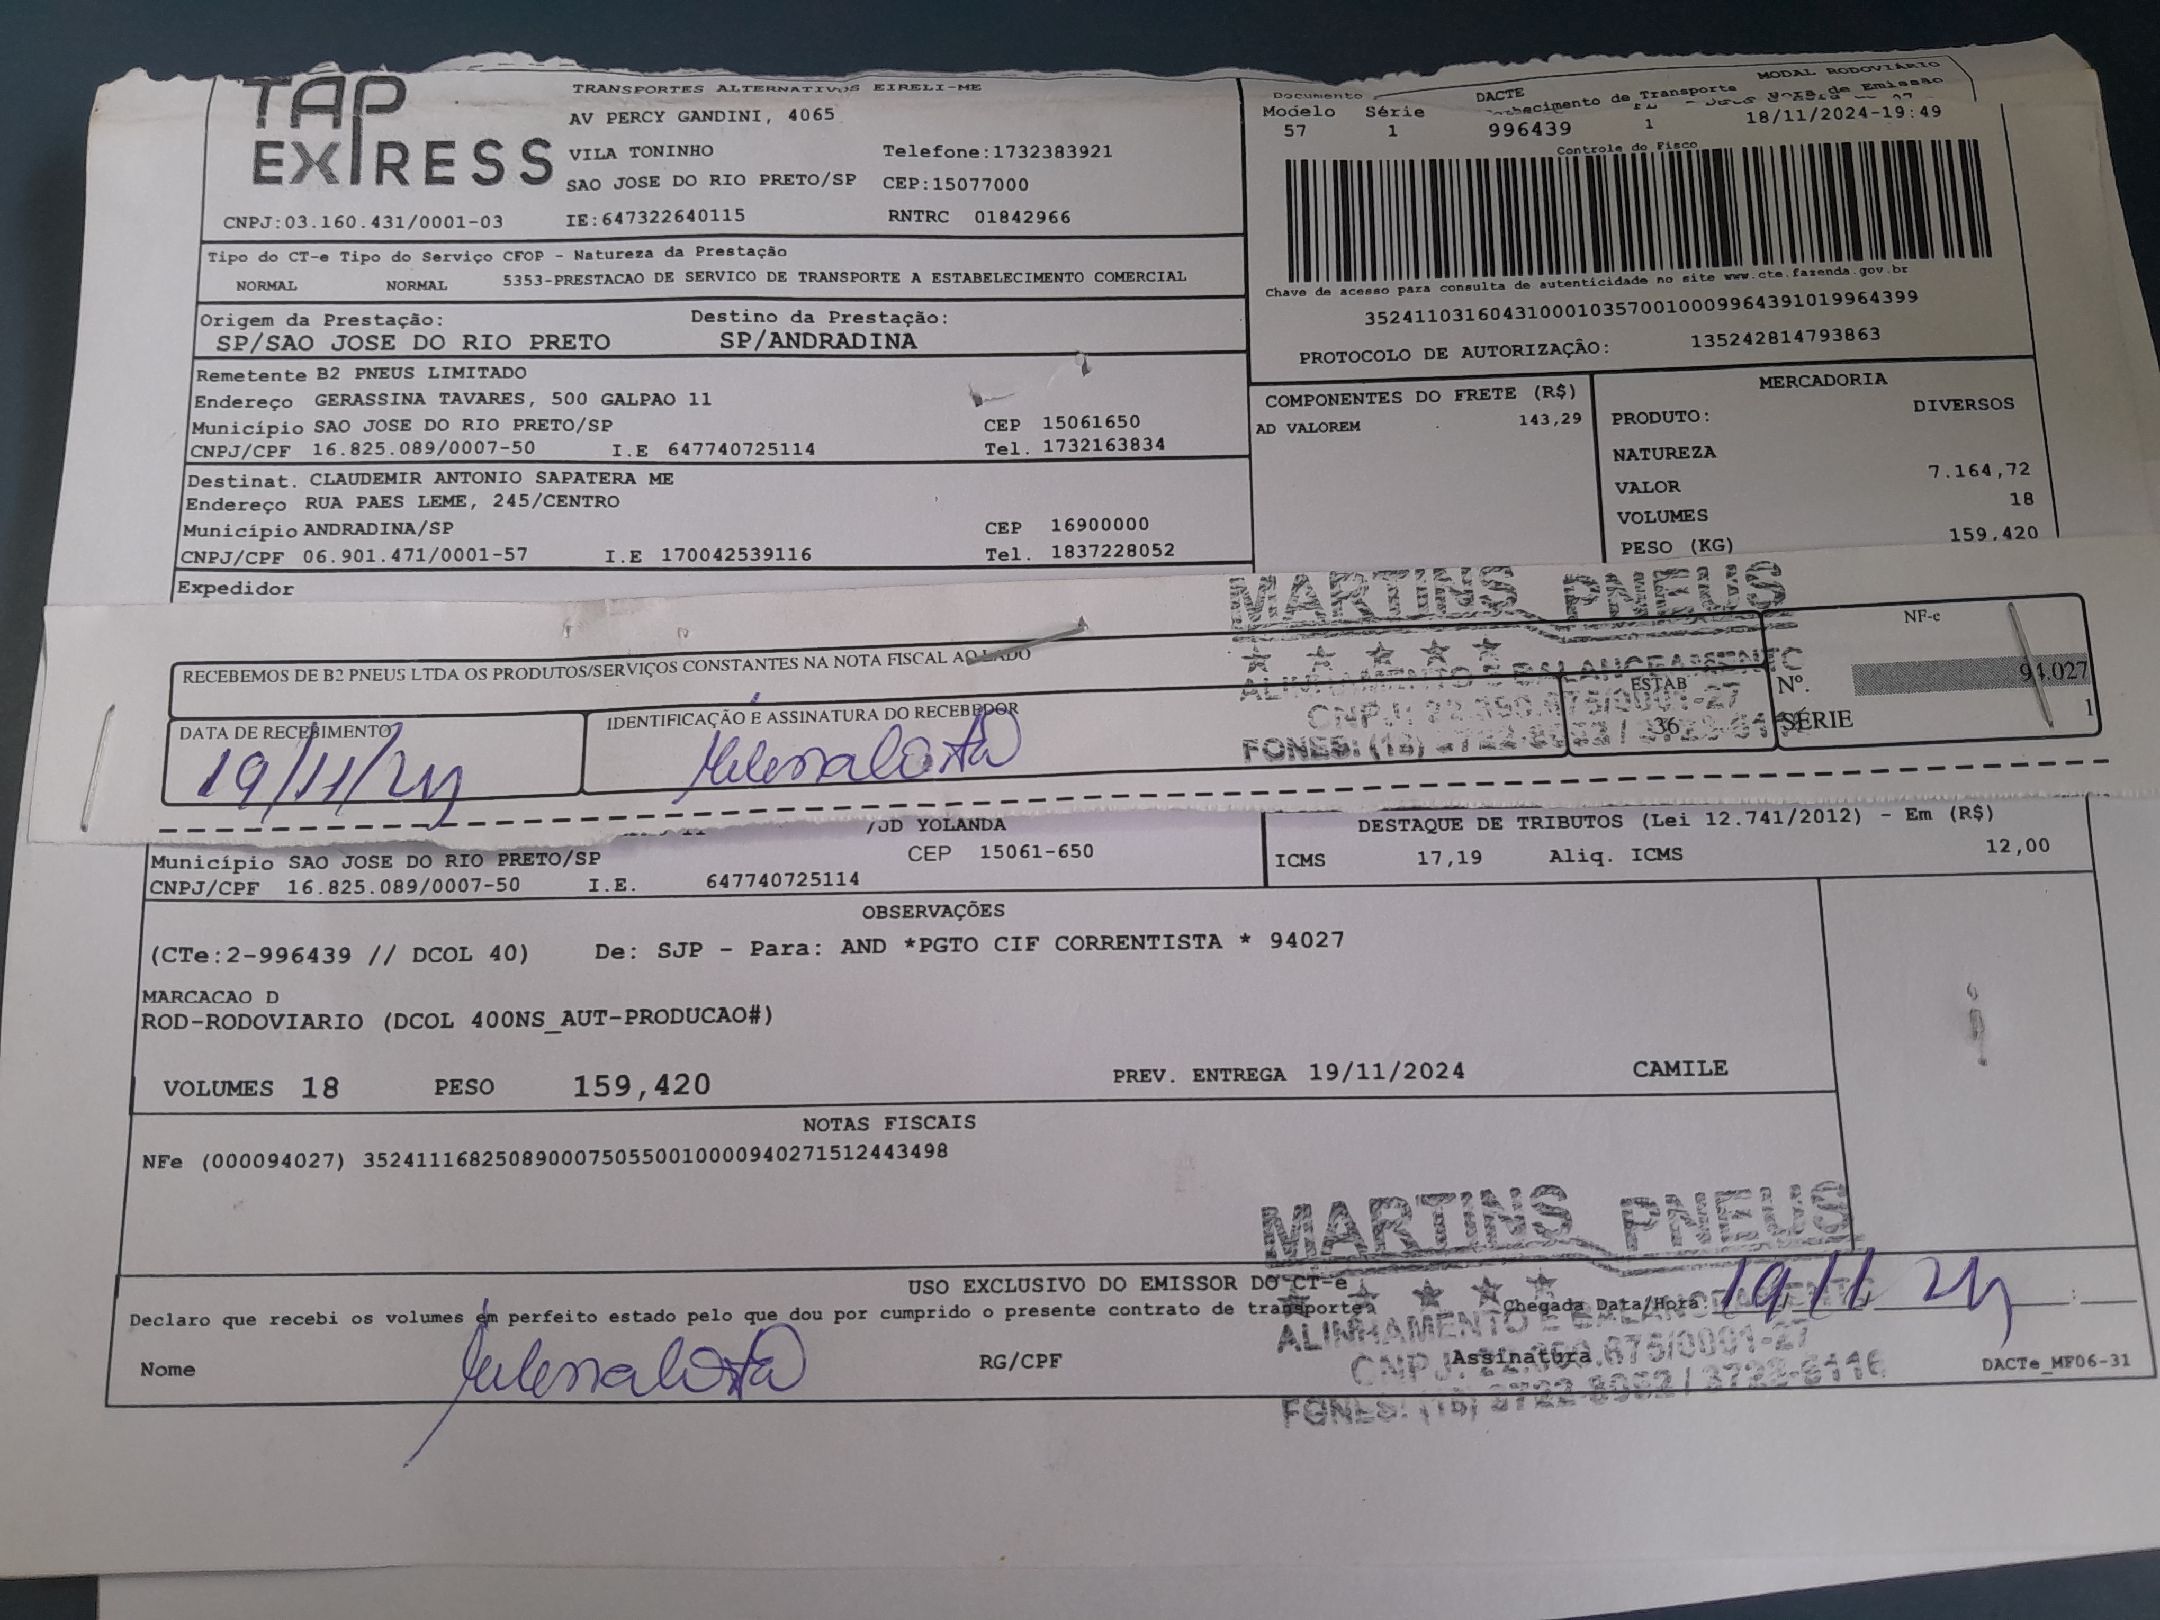 TAP
EXPRESS
TRANSPORTES ALTERNATIVOS EIRELI-ME
AV PERCY GANDINI, 4065
VILA TONINHO Telefone:1732383921
SAO JOSE DO RIO PRETO/SP CEP:15077000
CNPJ:03.160.431/0001-03 IE:647322640115 RNTRC 01842966
Documento DACTE MODAL RODOVIÁRIO
Modelo Série Conhecimento de Transporte Emissão
57 1 996439 1 18/11/2024-19:49
Controle do Fisco
Chave de acesso para consulta de autenticidade no site www.cte.fazenda.gov.br
35241103160431000103570010009964391019964399
PROTOCOLO DE AUTORIZAÇÃO: 135242814793863
Tipo do CT-e Tipo do Serviço CFOP - Natureza da Prestação
NORMAL NORMAL 5353-PRESTACAO DE SERVICO DE TRANSPORTE A ESTABELECIMENTO COMERCIAL
Origem da Prestação: Destino da Prestação:
SP/SAO JOSE DO RIO PRETO SP/ANDRADINA
Remetente B2 PNEUS LIMITADO
Endereço GERASSINA TAVARES, 500 GALPAO 11
Município SAO JOSE DO RIO PRETO/SP CEP 15061650
CNPJ/CPF 16.825.089/0007-50 I.E 647740725114 Tel. 1732163834
Destinat. CLAUDEMIR ANTONIO SAPATERA ME
Endereço RUA PAES LEME, 245/CENTRO
Município ANDRADINA/SP CEP 16900000
CNPJ/CPF 06.901.471/0001-57 I.E 170042539116 Tel. 1837228052
Expedidor
COMPONENTES DO FRETE (R$)
AD VALOREM 143,29
MERCADORIA
PRODUTO: DIVERSOS
NATUREZA
VALOR 7.164,72
VOLUMES 18
PESO (KG) 159,420
MARTINS PNEUS
ALINHAMENTO E BALANCEAMENTO
RECEBEMOS DE B2 PNEUS LTDA OS PRODUTOS/SERVIÇOS CONSTANTES NA NOTA FISCAL AO LADO
DATA DE RECEBIMENTO
19/11/24
IDENTIFICAÇÃO E ASSINATURA DO RECEBEDOR
ESTAB
36
NF-e
Nº. 94.027
SÉRIE 1
/JD YOLANDA
Município SAO JOSE DO RIO PRETO/SP CEP 15061-650
CNPJ/CPF 16.825.089/0007-50 I.E. 647740725114
DESTAQUE DE TRIBUTOS (Lei 12.741/2012) - Em (R$)
ICMS 17,19 Aliq. ICMS 12,00
OBSERVAÇÕES
(CTe:2-996439 // DCOL 40) De: SJP - Para: AND *PGTO CIF CORRENTISTA * 94027
MARCACAO D
ROD-RODOVIARIO (DCOL 400NS_AUT-PRODUCAO#)
VOLUMES 18 PESO 159,420 PREV. ENTREGA 19/11/2024 CAMILE
NOTAS FISCAIS
NFe (000094027) 35241116825089000750550010000940271512443498
MARTINS PNEUS
ALINHAMENTO E BALANCEAMENTO
USO EXCLUSIVO DO EMISSOR DO CT-e
Declaro que recebi os volumes em perfeito estado pelo que dou por cumprido o presente contrato de transporte. Chegada Data/Hora: 19/11/24
Nome RG/CPF Assinatura
DACTe_MF06-31